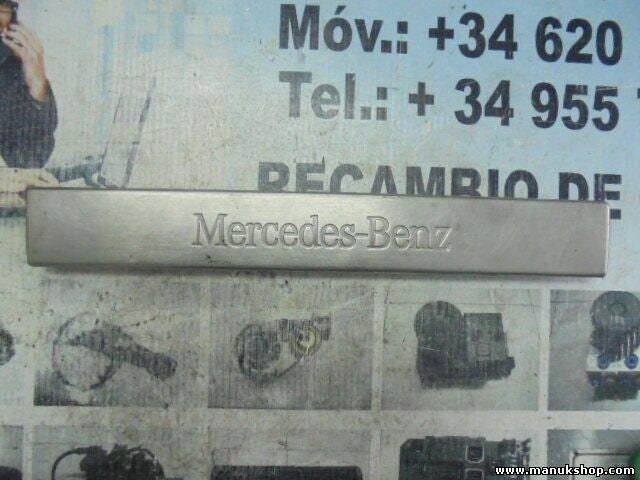 Móv.: +34 620
Tel.: + 34 955
RECAMBIO DE
Mercedes-Benz
www.manukshop.com